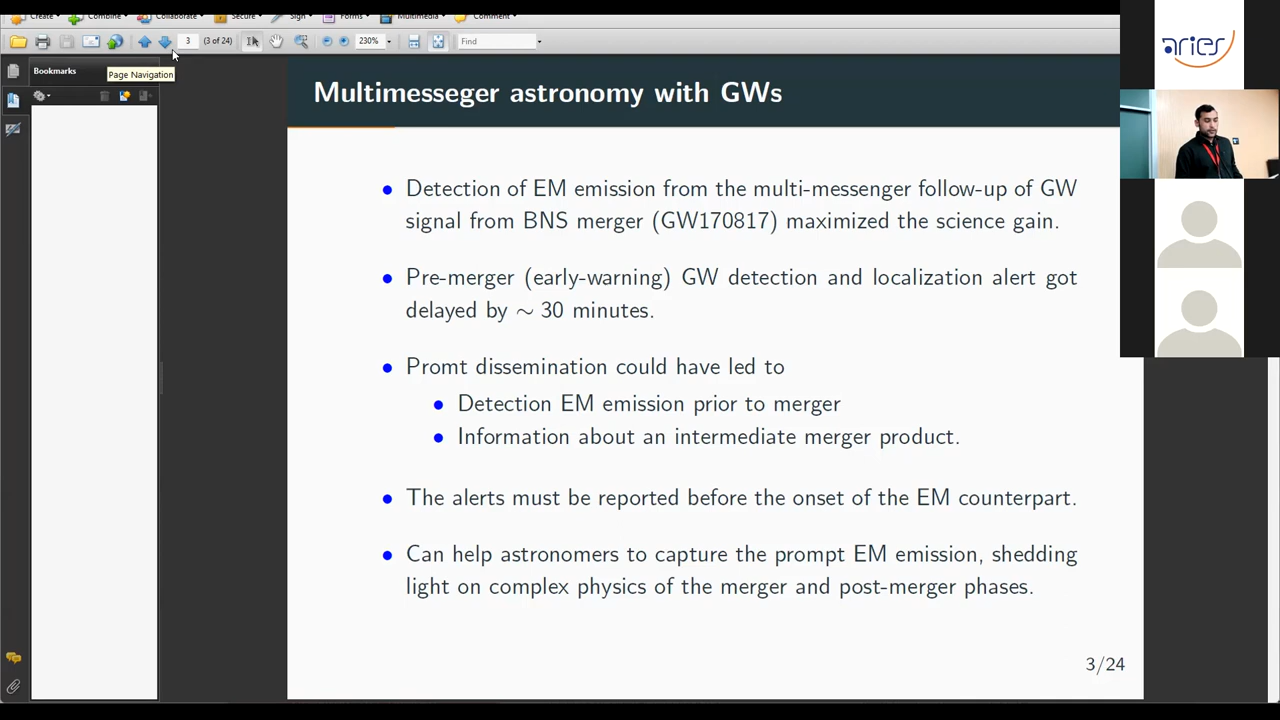 Create Combine Collaborate Secure Sign Forms Multimedia Comment
3 (3 of 24) 230% Find
Bookmarks
Page Navigation
aries
Multimesseger astronomy with GWs
Detection of EM emission from the multi-messenger follow-up of GW
signal from BNS merger (GW170817) maximized the science gain.
Pre-merger (early-warning) GW detection and localization alert got
delayed by ∼ 30 minutes.
Promt dissemination could have led to
Detection EM emission prior to merger
Information about an intermediate merger product.
The alerts must be reported before the onset of the EM counterpart.
Can help astronomers to capture the prompt EM emission, shedding
light on complex physics of the merger and post-merger phases.
3/24